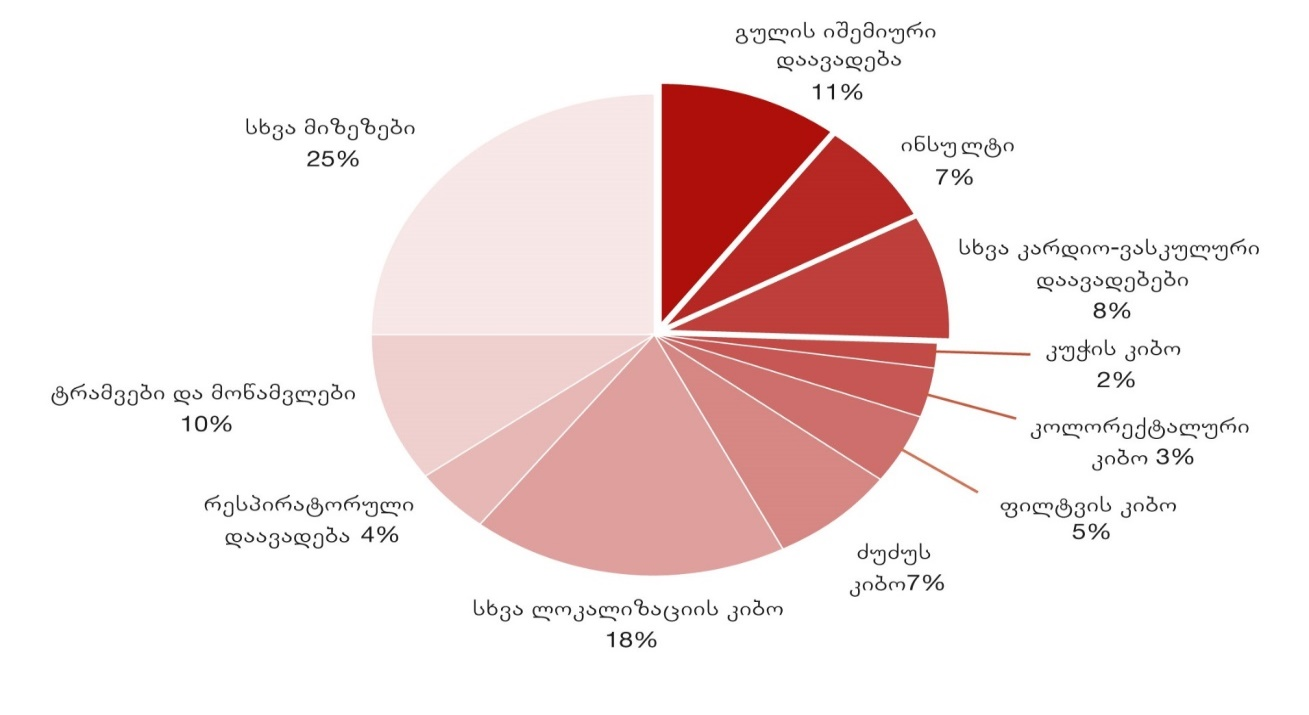 გულის იშემიური
დაავადება
11%
ინსულტი
7%
სხვა კარდიო-ვასკულური
დაავადებები
8%
კუჭის კიბო
2%
კოლორექტალური
კიბო 3%
ფილტვის კიბო
5%
ძუძუს
კიბო7%
სხვა ლოკალიზაციის კიბო
18%
რესპირატორული
დაავადება 4%
ტრამვები და მოწამვლები
10%
სხვა მიზეზები
25%